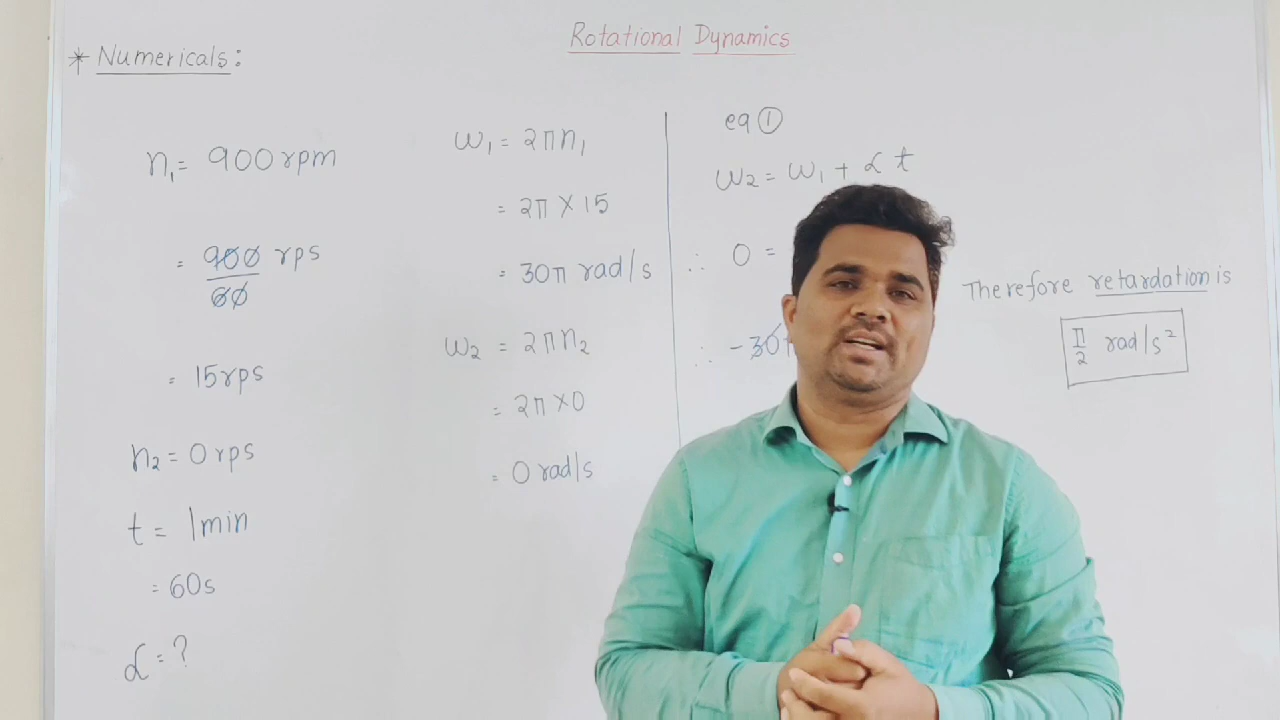 Rotational Dynamics
* Numericals:
n₁ = 900 rpm
= 900/60 rps
= 15 rps
n₂ = 0 rps
t = 1 min
= 60s
α = ?
ω₁ = 2πn₁
= 2π × 15
= 30π rad/s
ω₂ = 2πn₂
= 2π × 0
= 0 rad/s
eq ①
ω₂ = ω₁ + α t
∴ 0 =
∴ -30
Therefore retardation is
π/2 rad/s²